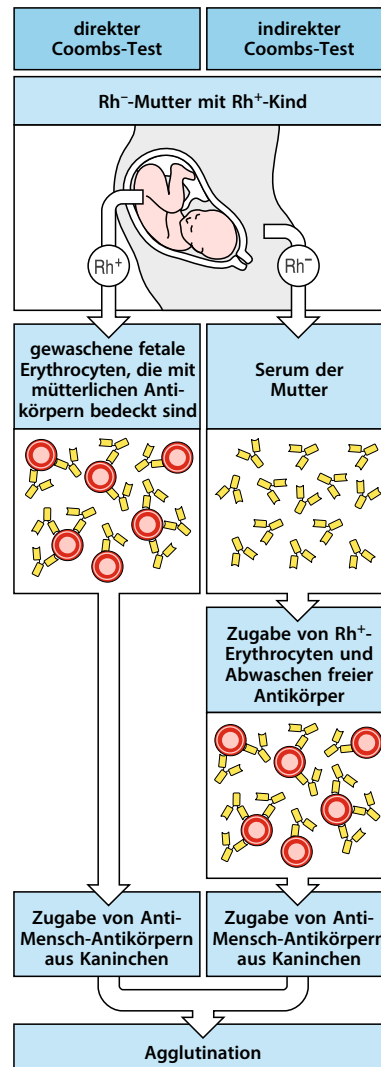 direkter
Coombs-Test
indirekter
Coombs-Test
Rh⁻-Mutter mit Rh⁺-Kind
Rh⁺
Rh⁻
gewaschene fetale
Erythrocyten, die mit
mütterlichen Anti-
körpern bedeckt sind
Serum der
Mutter
Zugabe von Rh⁺-
Erythrocyten und
Abwaschen freier
Antikörper
Zugabe von Anti-
Mensch-Antikörpern
aus Kaninchen
Zugabe von Anti-
Mensch-Antikörpern
aus Kaninchen
Agglutination